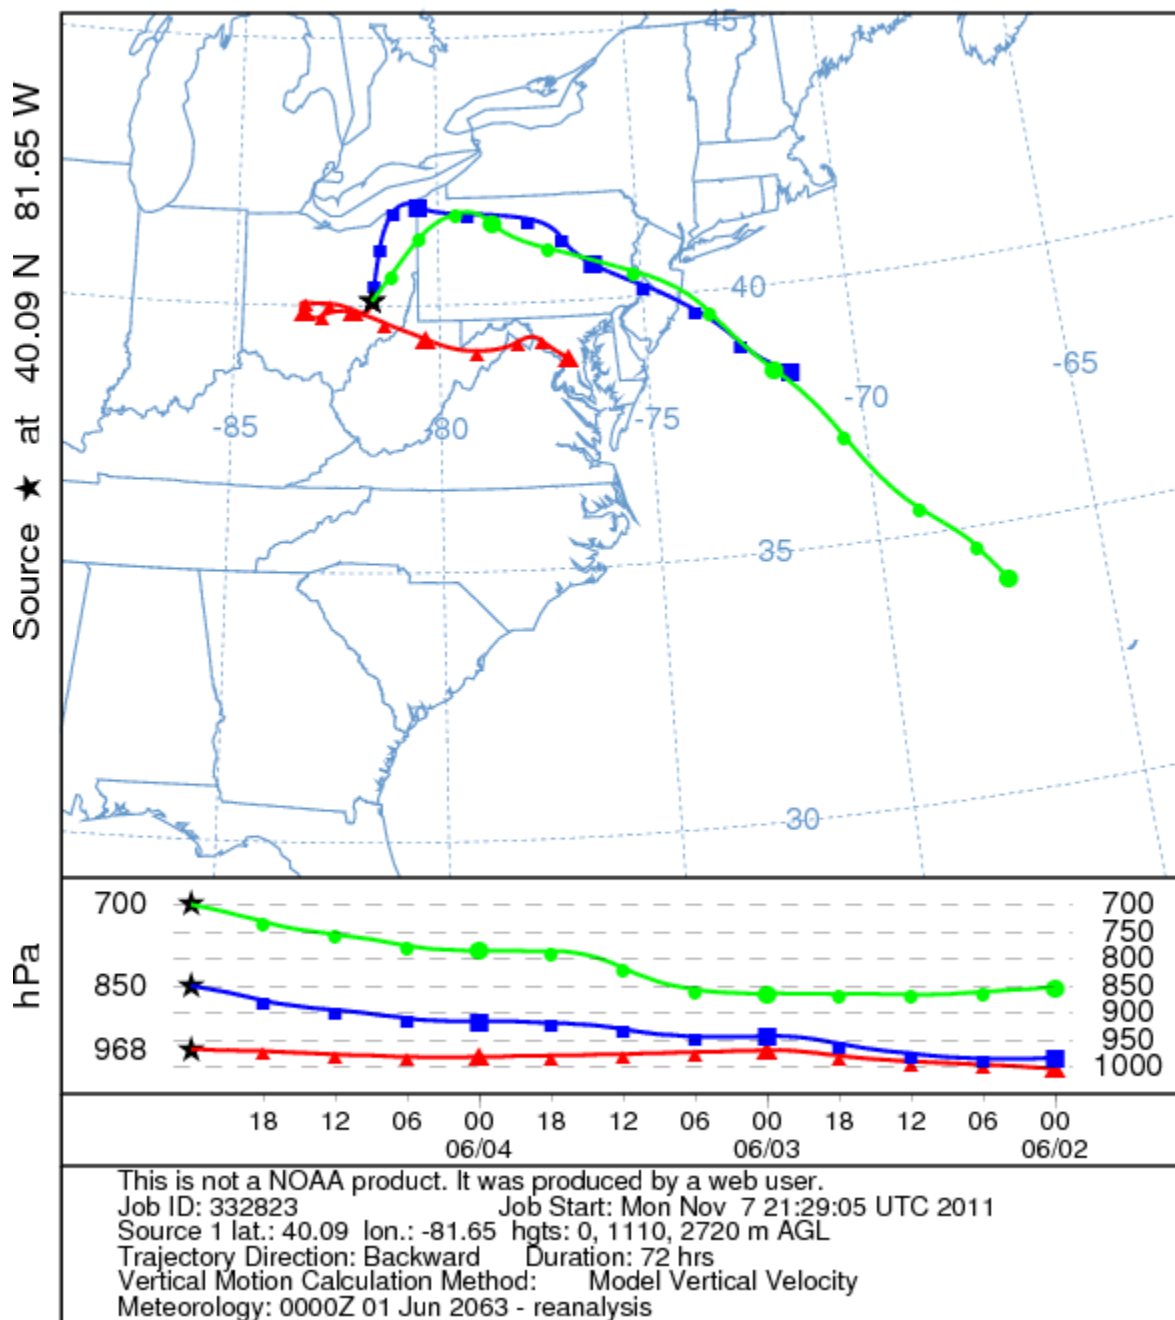 45
Source ★ at 40.09 N 81.65 W
40
-65
-70
-85
-80
-75
35
30
hPa
700 700
750
800
850 850
900
950
968
1000
18 12 06 00 18 12 06 00 18 12 06 00
06/04 06/03 06/02
This is not a NOAA product. It was produced by a web user.
Job ID: 332823 Job Start: Mon Nov 7 21:29:05 UTC 2011
Source 1 lat.: 40.09 lon.: -81.65 hgts: 0, 1110, 2720 m AGL
Trajectory Direction: Backward Duration: 72 hrs
Vertical Motion Calculation Method: Model Vertical Velocity
Meteorology: 0000Z 01 Jun 2063 - reanalysis